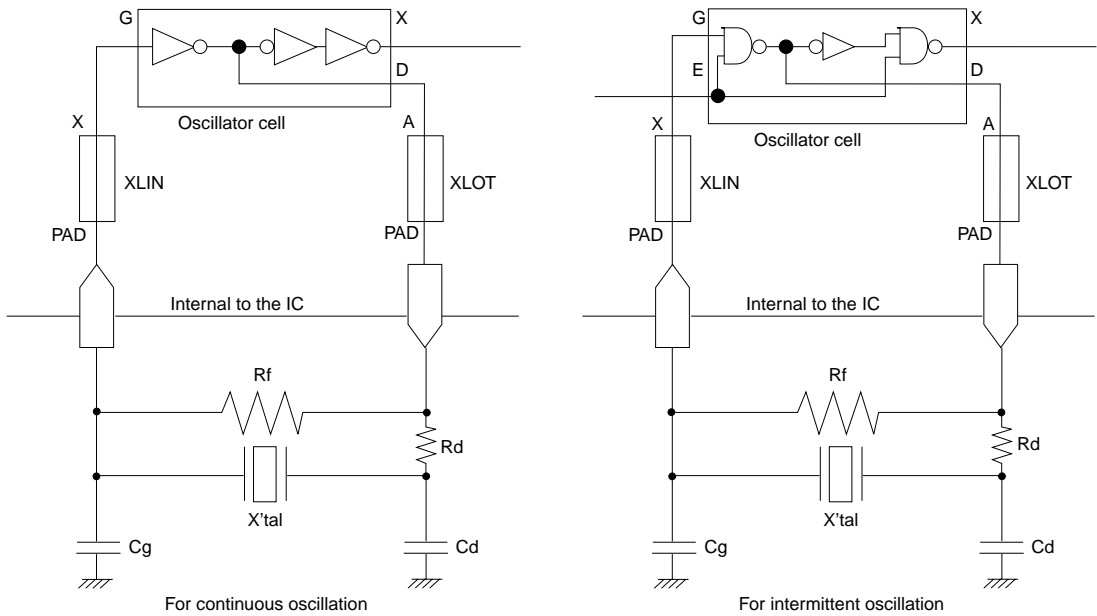 G
X
D
Oscillator cell
X
A
XLIN
XLOT
PAD
PAD
Internal to the IC
Rf
Rd
X'tal
Cg
Cd
For continuous oscillation
G
X
E
D
Oscillator cell
X
A
XLIN
XLOT
PAD
PAD
Internal to the IC
Rf
Rd
X'tal
Cg
Cd
For intermittent oscillation